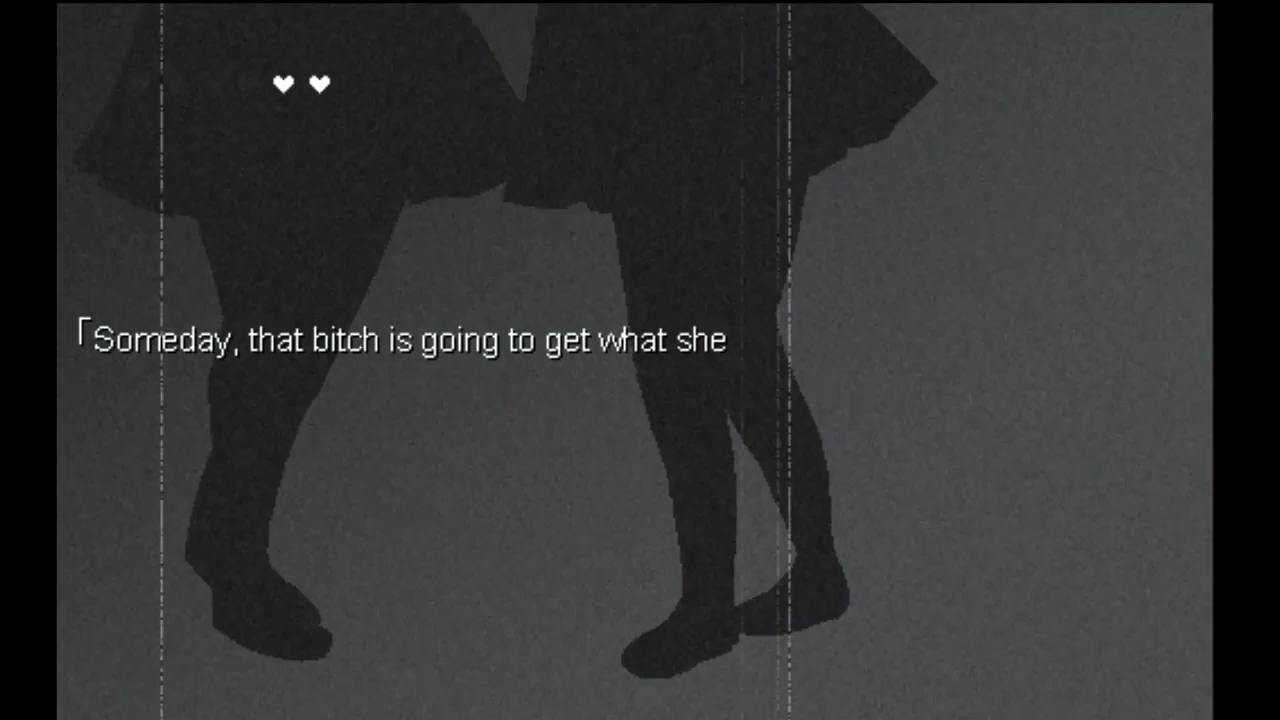 「Someday, that bitch is going to get what she